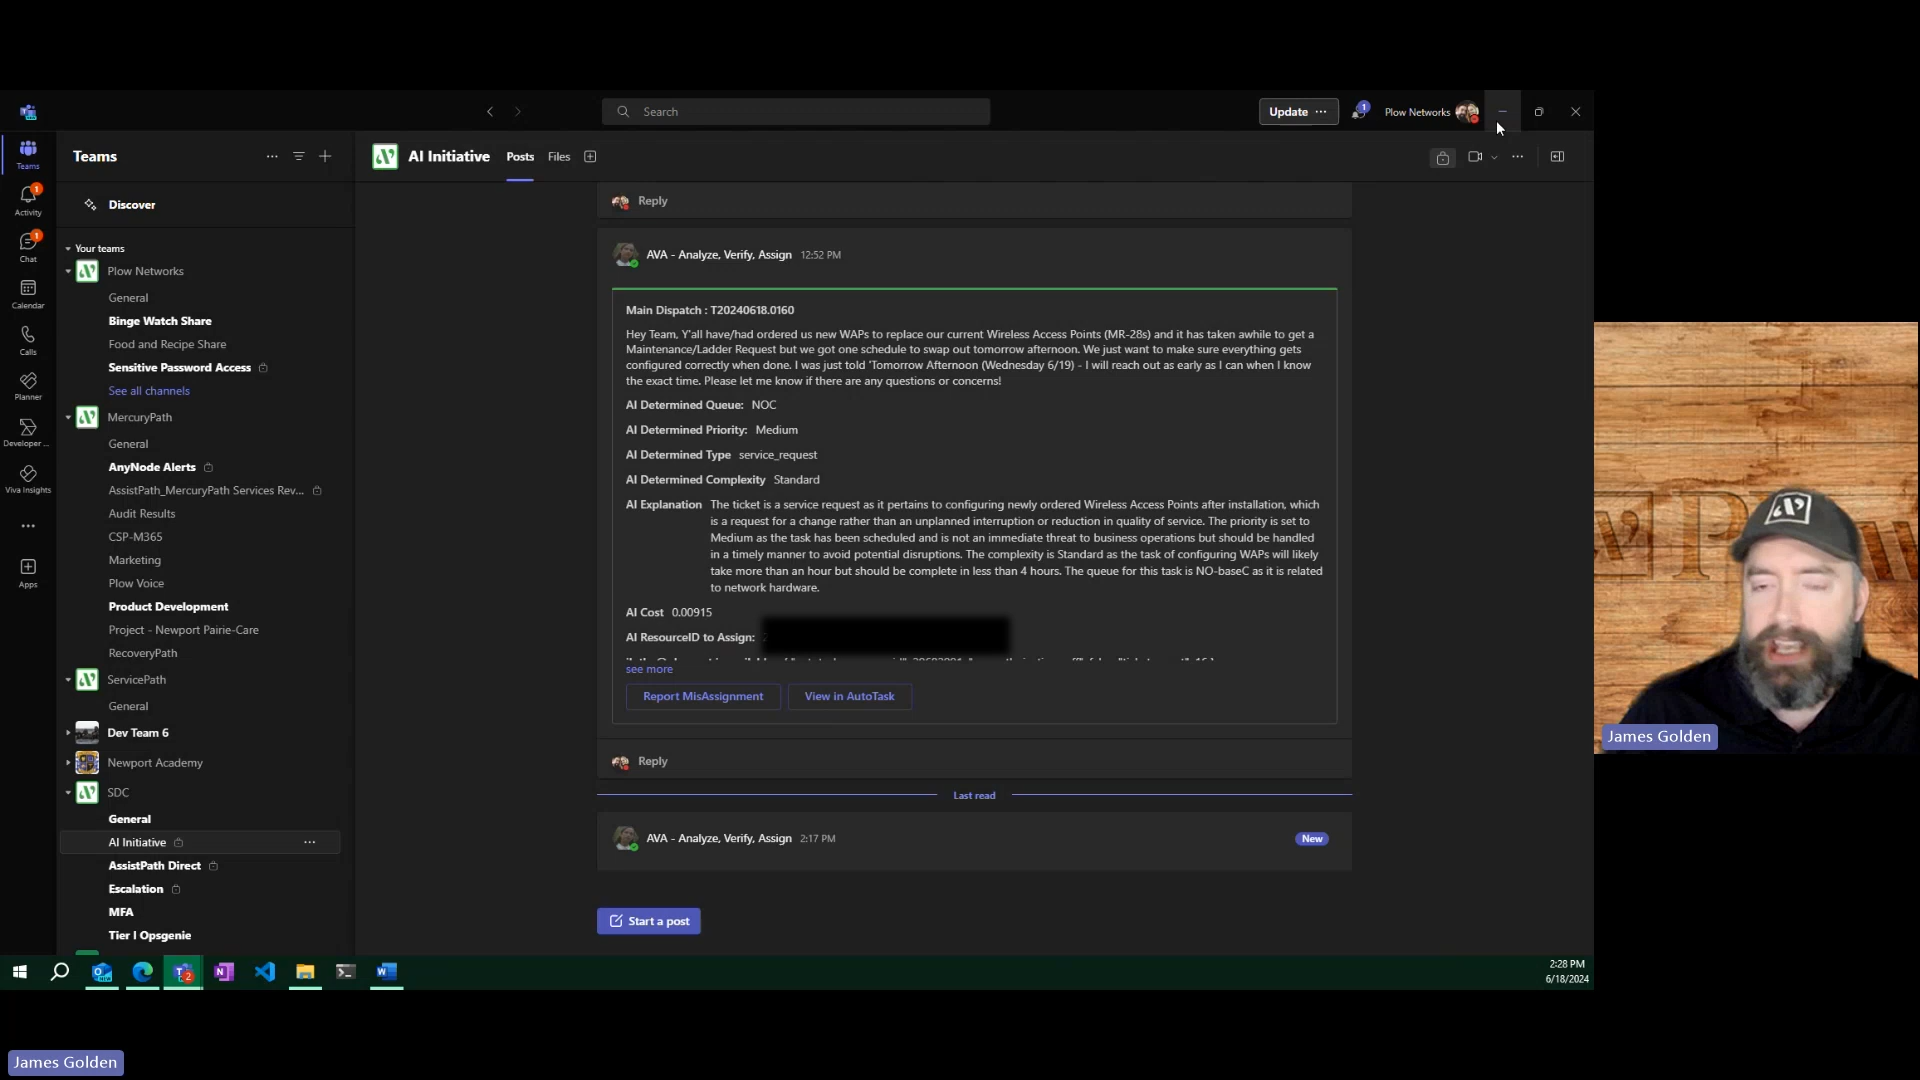 Search
Update
1
Plow Networks
Teams
Teams
AI Initiative
Posts
Files
1
Activity
Discover
Reply
1
Chat
Your teams
AVA - Analyze, Verify, Assign 12:52 PM
Plow Networks
Calendar
General
Main Dispatch : T20240618.0160
Binge Watch Share
Hey Team, Y'all have/had ordered us new WAPs to replace our current Wireless Access Points (MR-28s) and it has taken awhile to get a
Calls
Food and Recipe Share
Maintenance/Ladder Request but we got one schedule to swap out tomorrow afternoon. We just want to make sure everything gets
Sensitive Password Access
configured correctly when done. I was just told 'Tomorrow Afternoon (Wednesday 6/19) - I will reach out as early as I can when I know
the exact time. Please let me know if there are any questions or concerns!
Planner
See all channels
AI Determined Queue: NOC
MercuryPath
AI Determined Priority: Medium
Developer ...
General
AI Determined Type service_request
AnyNode Alerts
AI Determined Complexity Standard
Viva Insights
AssistPath_MercuryPath Services Rev...
AI Explanation The ticket is a service request as it pertains to configuring newly ordered Wireless Access Points after installation, which
Audit Results
is a request for a change rather than an unplanned interruption or reduction in quality of service. The priority is set to
CSP-M365
Medium as the task has been scheduled and is not an immediate threat to business operations but should be handled
Marketing
in a timely manner to avoid potential disruptions. The complexity is Standard as the task of configuring WAPs will likely
Apps
Plow Voice
take more than an hour but should be complete in less than 4 hours. The queue for this task is NO-baseC as it is related
to network hardware.
Product Development
AI Cost 0.00915
Project - Newport Pairie-Care
AI ResourceID to Assign:
RecoveryPath
see more
ServicePath
Report MisAssignment
View in AutoTask
General
Dev Team 6
Newport Academy
Reply
SDC
Last read
General
AI Initiative
AVA - Analyze, Verify, Assign 2:17 PM
New
AssistPath Direct
Escalation
MFA
Start a post
Tier I Opsgenie
2
2:28 PM
6/18/2024
James Golden
James Golden